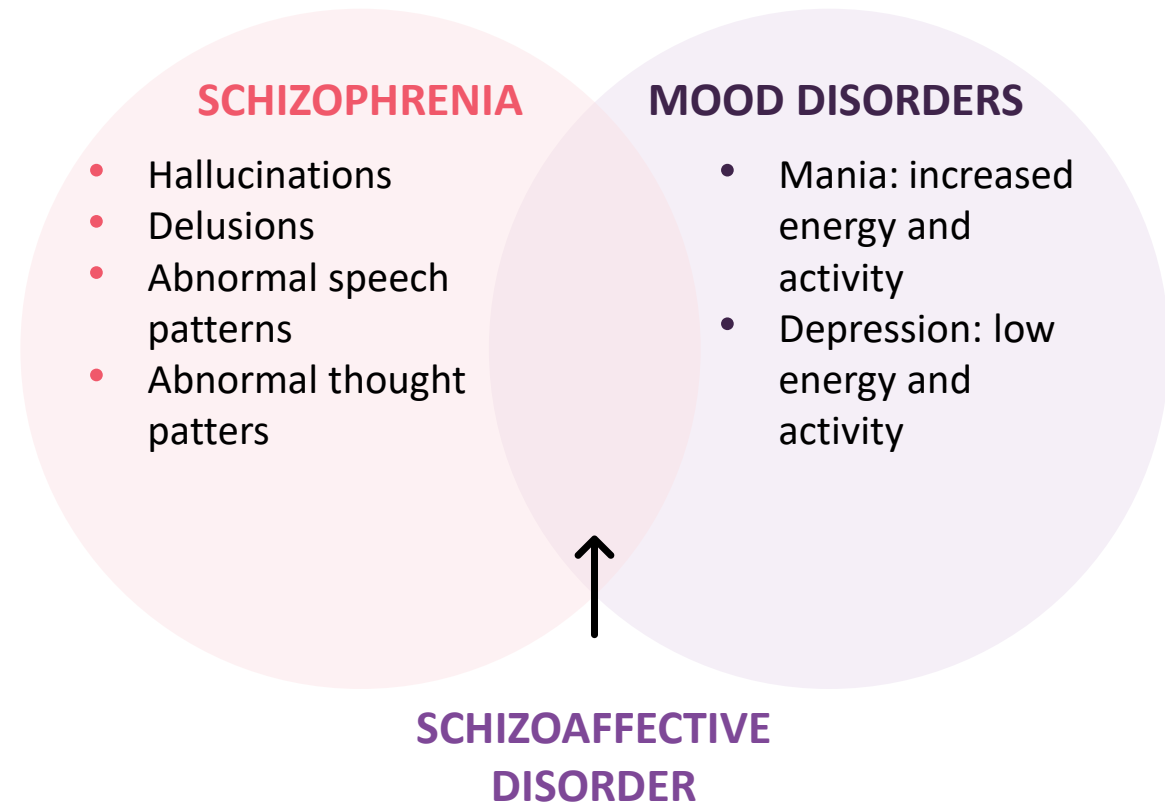 SCHIZOPHRENIA
• Hallucinations
• Delusions
• Abnormal speech
patterns
• Abnormal thought
patters
MOOD DISORDERS
• Mania: increased
energy and
activity
• Depression: low
energy and
activity
SCHIZOAFFECTIVE
DISORDER